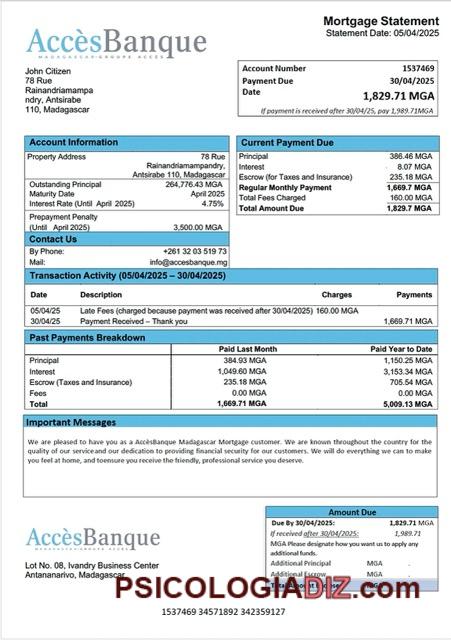 AccèsBanque
MADAGASCAR·GROUPE ACCÈS
Mortgage Statement
Statement Date: 05/04/2025
John Citizen
78 Rue
Rainandriamampa
ndry, Antsirabe
110, Madagascar
Account Number 1537469
Payment Due 30/04/2025
Date 1,829.71 MGA
If payment is received after 30/04/25, pay 1,989.71MGA
Account Information
Property Address 78 Rue
Rainandriamampandry,
Antsirabe 110, Madagascar
Outstanding Principal 264,776.43 MGA
Maturity Date April 2025
Interest Rate (Until April 2025) 4.75%
Prepayment Penalty
(Until April 2025) 3,500.00 MGA
Contact Us
By Phone: +261 32 03 519 73
Mail: info@accesbanque.mg
Current Payment Due
Principal 386.46 MGA
Interest 8.07 MGA
Escrow (for Taxes and Insurance) 235.18 MGA
Regular Monthly Payment 1,669.7 MGA
Total Fees Charged 160.00 MGA
Total Amount Due 1,829.7 MGA
Transaction Activity (05/04/2025 – 30/04/2025)
Date Description Charges Payments
05/04/25 Late Fees (charged because payment was received after 30/04/2025) 160.00 MGA
30/04/25 Payment Received – Thank you 1,669.71 MGA
Past Payments Breakdown
Paid Last Month Paid Year to Date
Principal 384.93 MGA 1,150.25 MGA
Interest 1,049.60 MGA 3,153.34 MGA
Escrow (Taxes and Insurance) 235.18 MGA 705.54 MGA
Fees 0.00 MGA 0.00 MGA
Total 1,669.71 MGA 5,009.13 MGA
Important Messages
We are pleased to have you as a AccèsBanque Madagascar Mortgage customer. We are known throughout the country for the
quality of our serviceand our dedication to providing financial security for our customers. We will do everything we can to make
you feel at home, and toensure you receive the friendly, professional service you deserve.
AccèsBanque
MADAGASCAR·GROUPE ACCÈS
Lot No. 08, Ivandry Business Center
Antananarivo, Madagascar
Amount Due
Due By 30/04/2025: 1,829.71 MGA
If received after 30/04/2025: 1,989.71
MGA Please designate how you want us to apply any
additional funds.
Additional Principal MGA .
Additional Escrow MGA .
Total Amount
PSICOLOGIADIZ.com
1537469 34571892 342359127